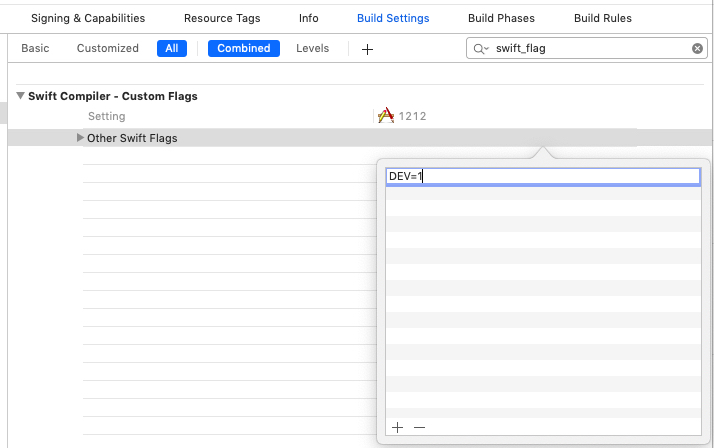 Signing & Capabilities Resource Tags Info Build Settings Build Phases Build Rules
Basic Customized All Combined Levels + swift_flag
Swift Compiler - Custom Flags
Setting 1212
Other Swift Flags
DEV=1
+ −